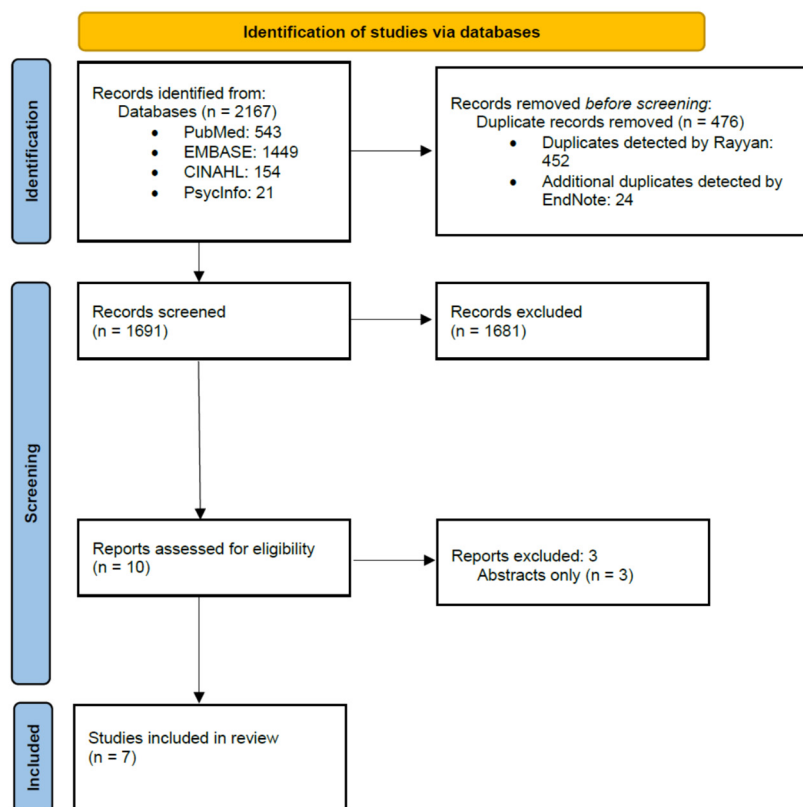 Identification of studies via databases
Identification
Records identified from:
Databases (n = 2167)
• PubMed: 543
• EMBASE: 1449
• CINAHL: 154
• PsycInfo: 21
Records removed before screening:
Duplicate records removed (n = 476)
• Duplicates detected by Rayyan:
452
• Additional duplicates detected by
EndNote: 24
Screening
Records screened
(n = 1691)
Records excluded
(n = 1681)
Reports assessed for eligibility
(n = 10)
Reports excluded: 3
Abstracts only (n = 3)
Included
Studies included in review
(n = 7)